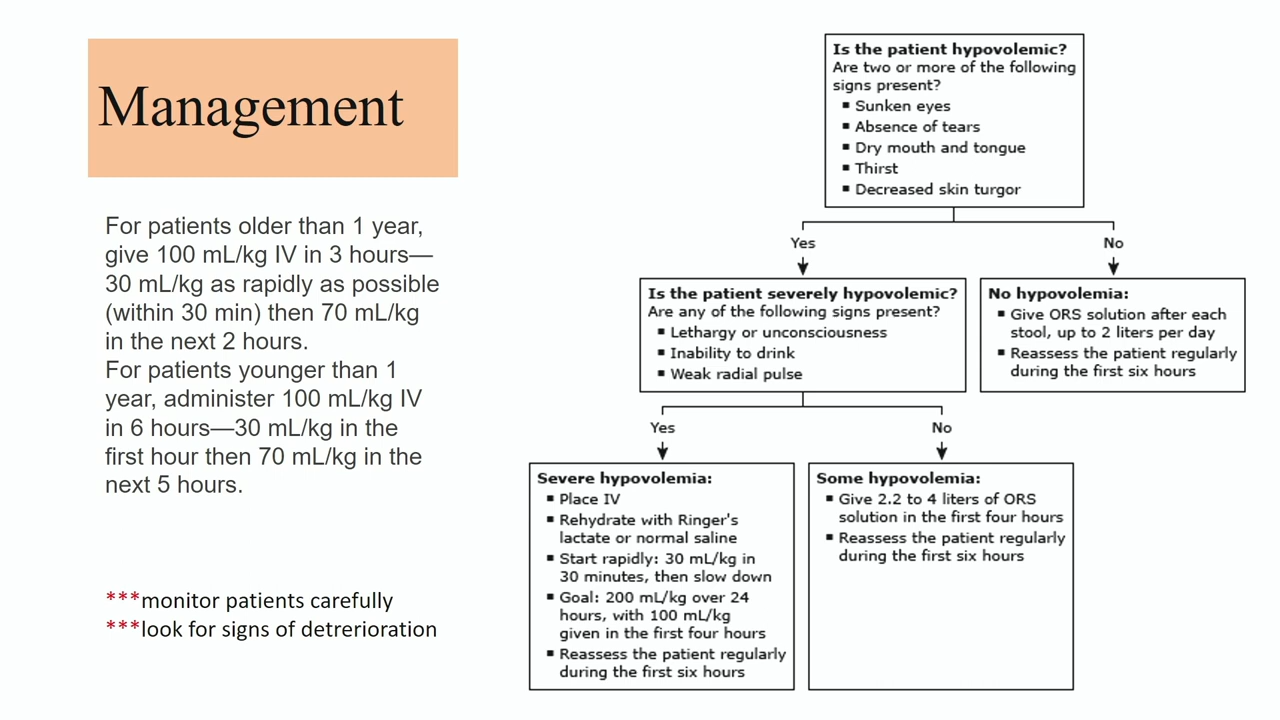 Management
For patients older than 1 year,
give 100 mL/kg IV in 3 hours—
30 mL/kg as rapidly as possible
(within 30 min) then 70 mL/kg
in the next 2 hours.
For patients younger than 1
year, administer 100 mL/kg IV
in 6 hours—30 mL/kg in the
first hour then 70 mL/kg in the
next 5 hours.
***monitor patients carefully
***look for signs of detrerioration
Is the patient hypovolemic?
Are two or more of the following
signs present?
▪ Sunken eyes
▪ Absence of tears
▪ Dry mouth and tongue
▪ Thirst
▪ Decreased skin turgor
Yes
No
Is the patient severely hypovolemic?
Are any of the following signs present?
▪ Lethargy or unconsciousness
▪ Inability to drink
▪ Weak radial pulse
No hypovolemia:
▪ Give ORS solution after each
stool, up to 2 liters per day
▪ Reassess the patient regularly
during the first six hours
Yes
No
Severe hypovolemia:
▪ Place IV
▪ Rehydrate with Ringer's
lactate or normal saline
▪ Start rapidly: 30 mL/kg in
30 minutes, then slow down
▪ Goal: 200 mL/kg over 24
hours, with 100 mL/kg
given in the first four hours
▪ Reassess the patient regularly
during the first six hours
Some hypovolemia:
▪ Give 2.2 to 4 liters of ORS
solution in the first four hours
▪ Reassess the patient regularly
during the first six hours